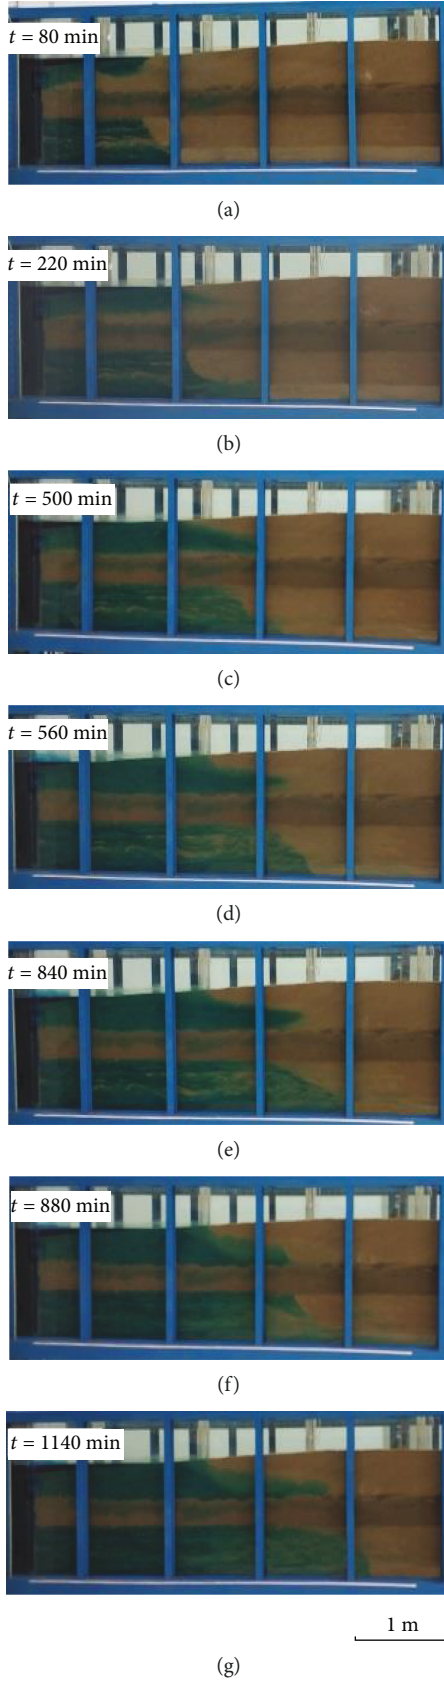 t = 80 min
(a)
t = 220 min
(b)
t = 500 min
(c)
t = 560 min
(d)
t = 840 min
(e)
t = 880 min
(f)
t = 1140 min
1 m
(g)